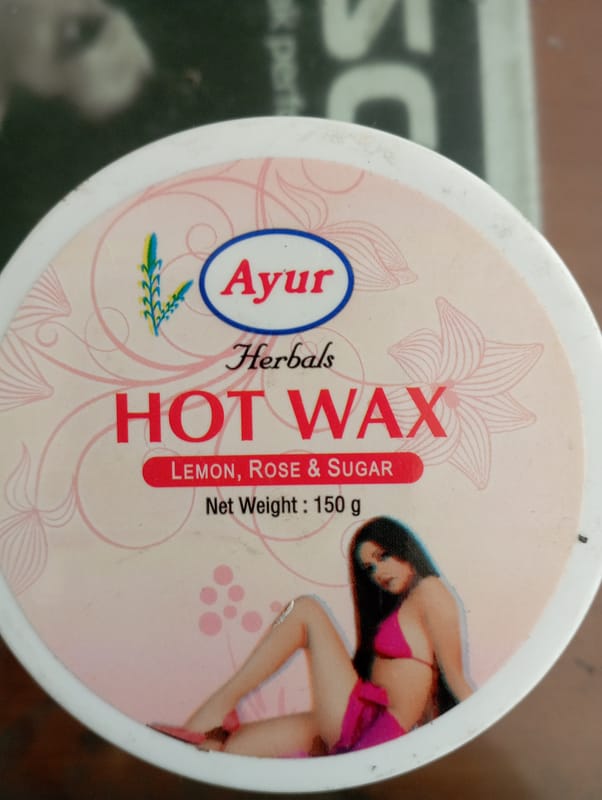 Ayur
Herbals
HOT WAX
LEMON, ROSE & SUGAR
Net Weight : 150 g